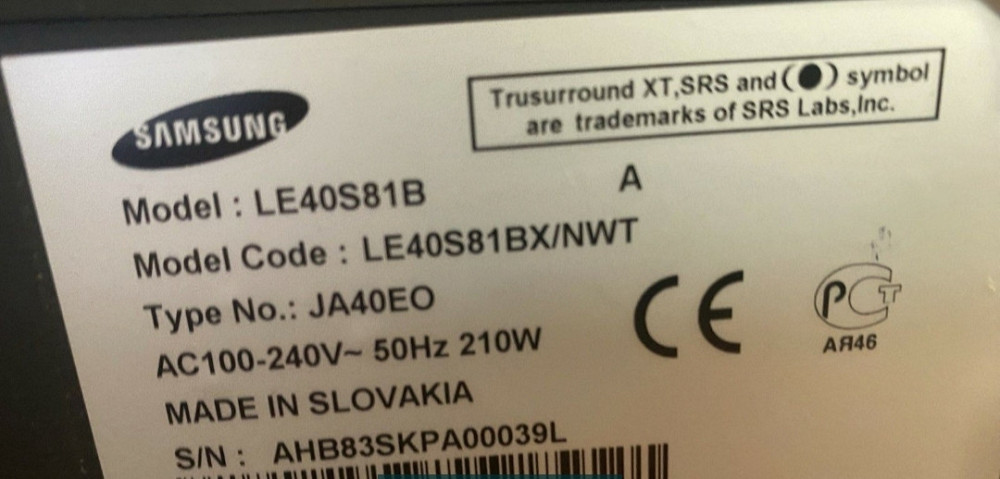 SAMSUNG
Trusurround XT,SRS and (●) symbol
are trademarks of SRS Labs,Inc.
A
Model : LE40S81B
Model Code : LE40S81BX/NWT
Type No.: JA40EO
AC100-240V~ 50Hz 210W
MADE IN SLOVAKIA
S/N : AHB83SKPA00039L
CE
РСТ
АЯ46